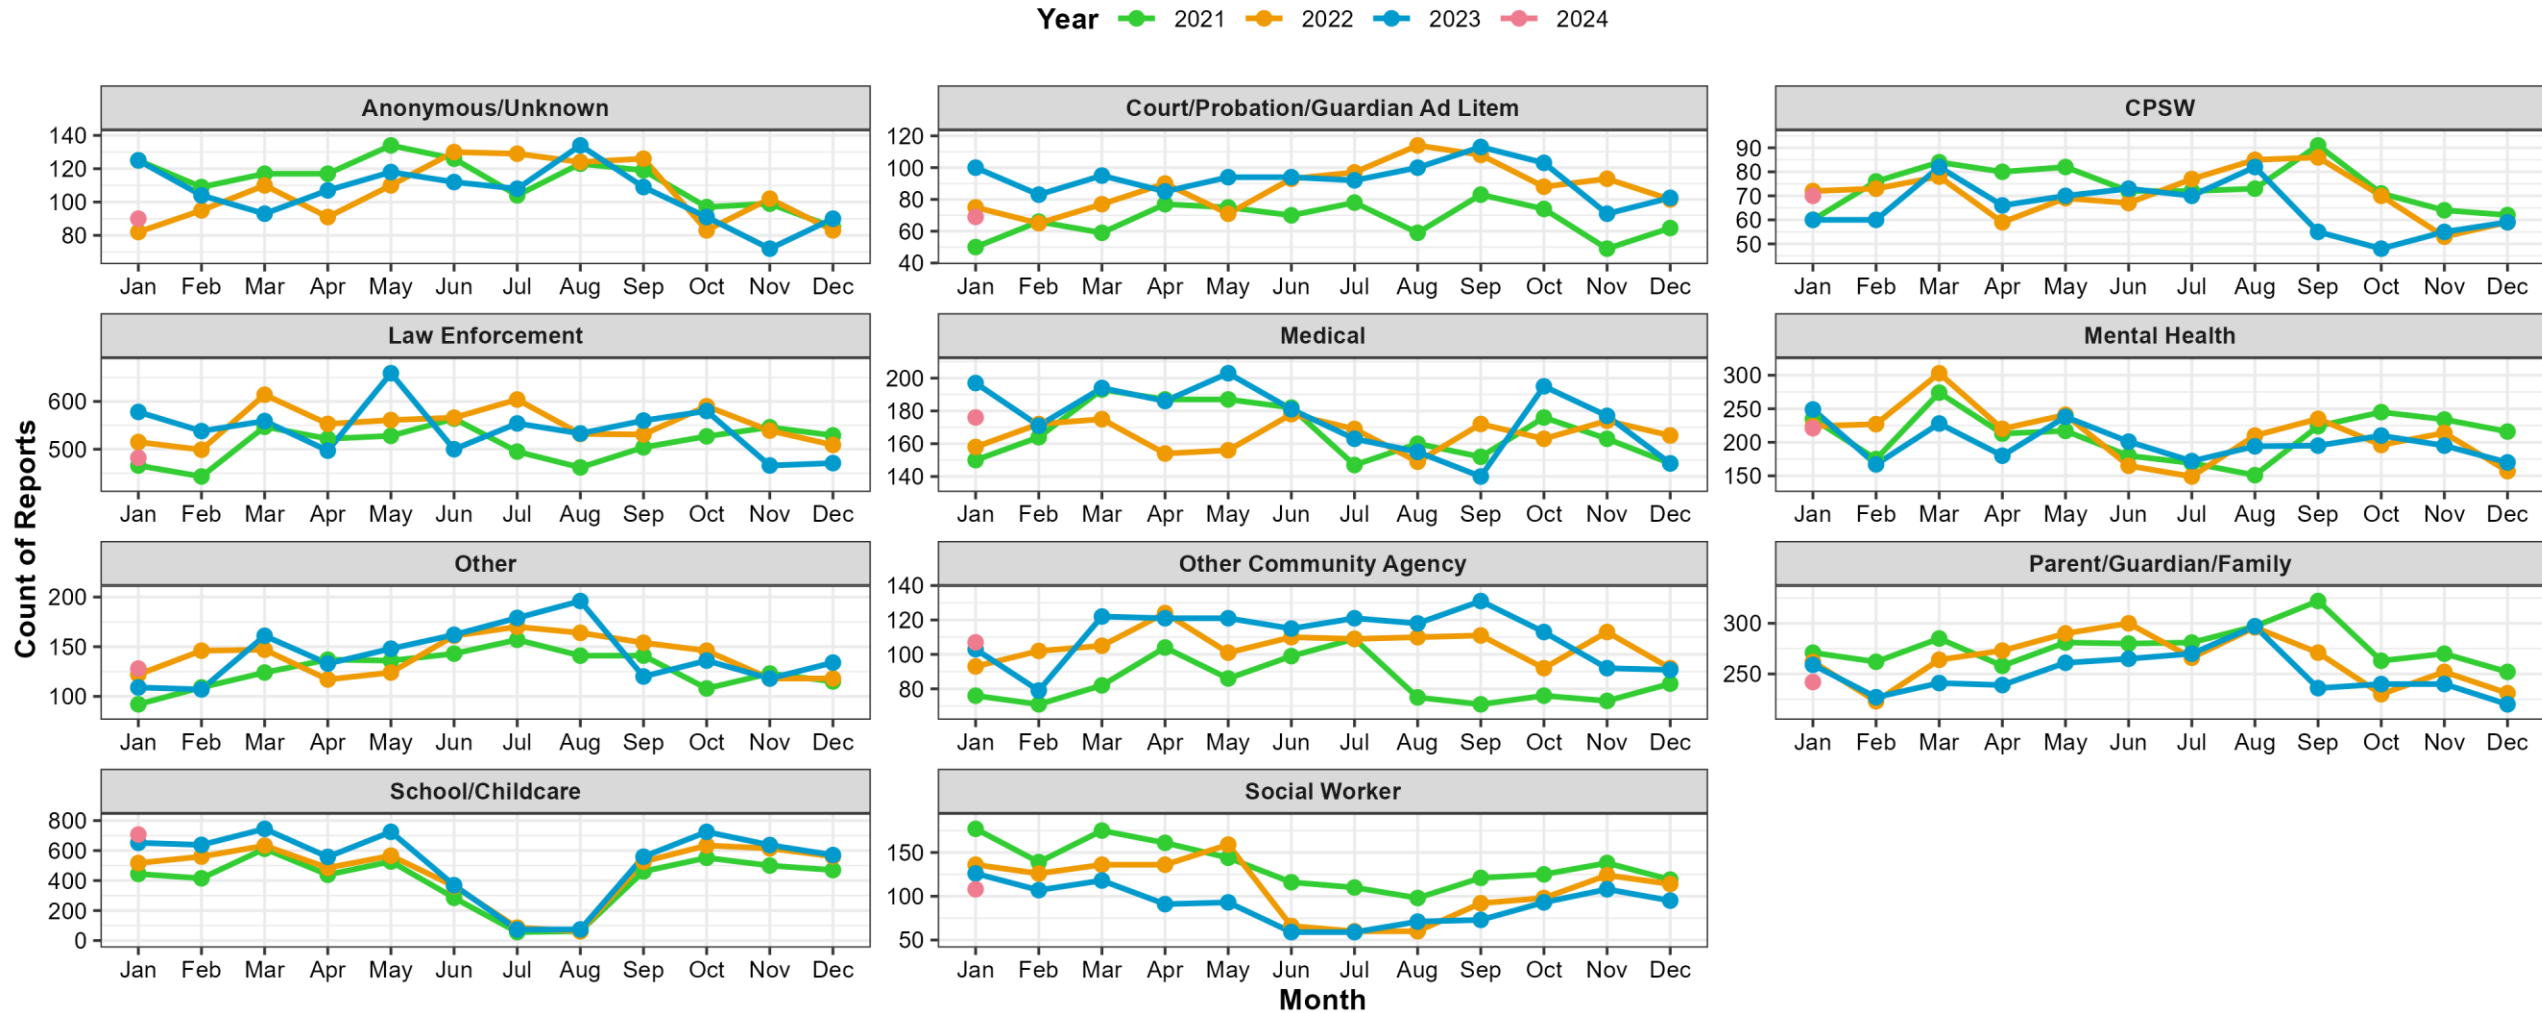 Year 2021 2022 2023 2024
Anonymous/Unknown
140
120
100
80
Jan Feb Mar Apr May Jun Jul Aug Sep Oct Nov Dec
Court/Probation/Guardian Ad Litem
120
100
80
60
40
Jan Feb Mar Apr May Jun Jul Aug Sep Oct Nov Dec
CPSW
90
80
70
60
50
Jan Feb Mar Apr May Jun Jul Aug Sep Oct Nov Dec
Law Enforcement
600
500
Jan Feb Mar Apr May Jun Jul Aug Sep Oct Nov Dec
Medical
200
180
160
140
Jan Feb Mar Apr May Jun Jul Aug Sep Oct Nov Dec
Mental Health
300
250
200
150
Jan Feb Mar Apr May Jun Jul Aug Sep Oct Nov Dec
Count of Reports
Other
200
150
100
Jan Feb Mar Apr May Jun Jul Aug Sep Oct Nov Dec
Other Community Agency
140
120
100
80
Jan Feb Mar Apr May Jun Jul Aug Sep Oct Nov Dec
Parent/Guardian/Family
300
250
Jan Feb Mar Apr May Jun Jul Aug Sep Oct Nov Dec
School/Childcare
800
600
400
200
0
Jan Feb Mar Apr May Jun Jul Aug Sep Oct Nov Dec
Social Worker
150
100
50
Jan Feb Mar Apr May Jun Jul Aug Sep Oct Nov Dec
Month